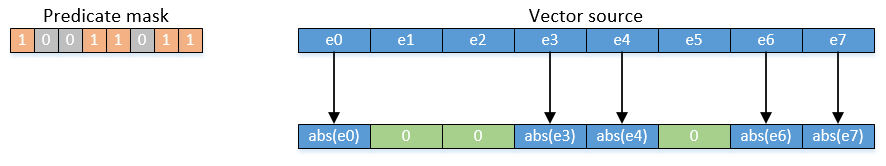 Predicate mask
Vector source
1 0 0 1 1 0 1 1
e0 e1 e2 e3 e4 e5 e6 e7
abs(e0) 0 0 abs(e3) abs(e4) 0 abs(e6) abs(e7)